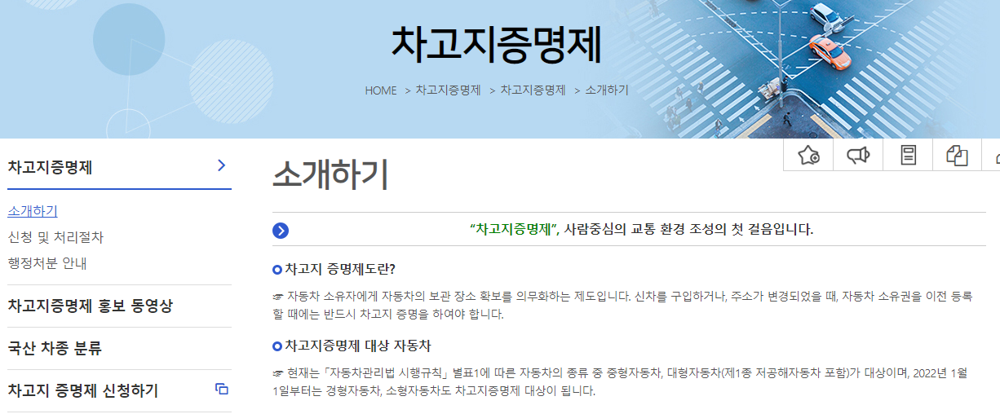 차고지증명제
HOME > 차고지증명제 > 차고지증명제 > 소개하기
차고지증명제
소개하기
신청 및 처리절차
행정처분 안내
차고지증명제 홍보 동영상
국산 차종 분류
차고지 증명제 신청하기
소개하기
“차고지증명제”, 사람중심의 교통 환경 조성의 첫 걸음입니다.
차고지 증명제도란?
☞ 자동차 소유자에게 자동차의 보관 장소 확보를 의무화하는 제도입니다. 신차를 구입하거나, 주소가 변경되었을 때, 자동차 소유권을 이전 등록
할 때에는 반드시 차고지 증명을 하여야 합니다.
차고지증명제 대상 자동차
☞ 현재는 「자동차관리법 시행규칙」 별표1에 따른 자동차의 종류 중 중형자동차, 대형자동차(제1종 저공해자동차 포함)가 대상이며, 2022년 1월
1일부터는 경형자동차, 소형자동차도 차고지증명제 대상이 됩니다.